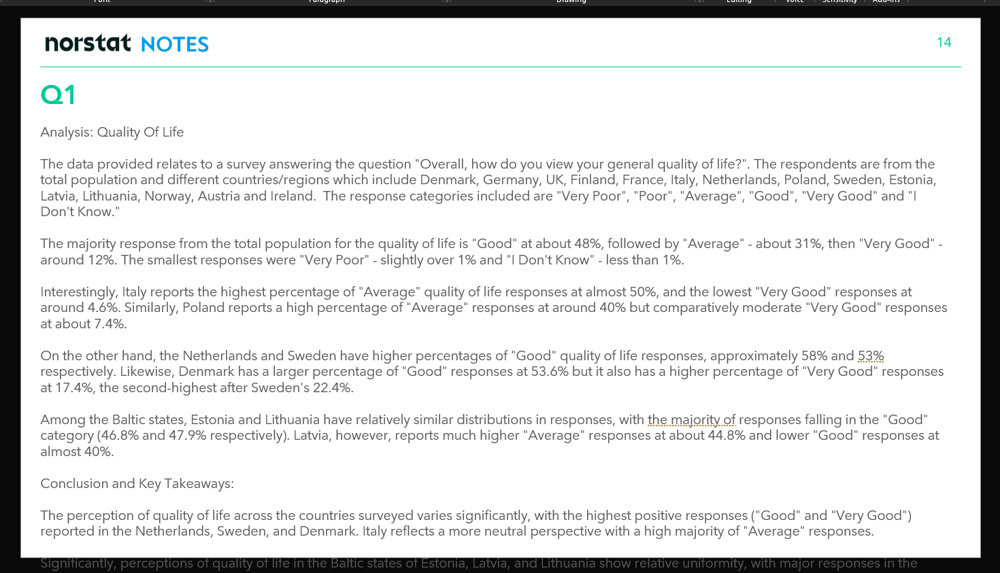 Font Paragraph Drawing Editing Voice Sensitivity Add-ins
norstat NOTES
14
Q1
Analysis: Quality Of Life
The data provided relates to a survey answering the question "Overall, how do you view your general quality of life?". The respondents are from the
total population and different countries/regions which include Denmark, Germany, UK, Finland, France, Italy, Netherlands, Poland, Sweden, Estonia,
Latvia, Lithuania, Norway, Austria and Ireland.  The response categories included are "Very Poor", "Poor", "Average", "Good", "Very Good" and "I
Don't Know."
The majority response from the total population for the quality of life is "Good" at about 48%, followed by "Average" - about 31%, then "Very Good" -
around 12%. The smallest responses were "Very Poor" - slightly over 1% and "I Don't Know" - less than 1%.
Interestingly, Italy reports the highest percentage of "Average" quality of life responses at almost 50%, and the lowest "Very Good" responses at
around 4.6%. Similarly, Poland reports a high percentage of "Average" responses at around 40% but comparatively moderate "Very Good" responses
at about 7.4%.
On the other hand, the Netherlands and Sweden have higher percentages of "Good" quality of life responses, approximately 58% and 53%
respectively. Likewise, Denmark has a larger percentage of "Good" responses at 53.6% but it also has a higher percentage of "Very Good" responses
at 17.4%, the second-highest after Sweden's 22.4%.
Among the Baltic states, Estonia and Lithuania have relatively similar distributions in responses, with the majority of responses falling in the "Good"
category (46.8% and 47.9% respectively). Latvia, however, reports much higher "Average" responses at about 44.8% and lower "Good" responses at
almost 40%.
Conclusion and Key Takeaways:
The perception of quality of life across the countries surveyed varies significantly, with the highest positive responses ("Good" and "Very Good")
reported in the Netherlands, Sweden, and Denmark. Italy reflects a more neutral perspective with a high majority of "Average" responses.
Significantly, perceptions of quality of life in the Baltic states of Estonia, Latvia, and Lithuania show relative uniformity, with major responses in the